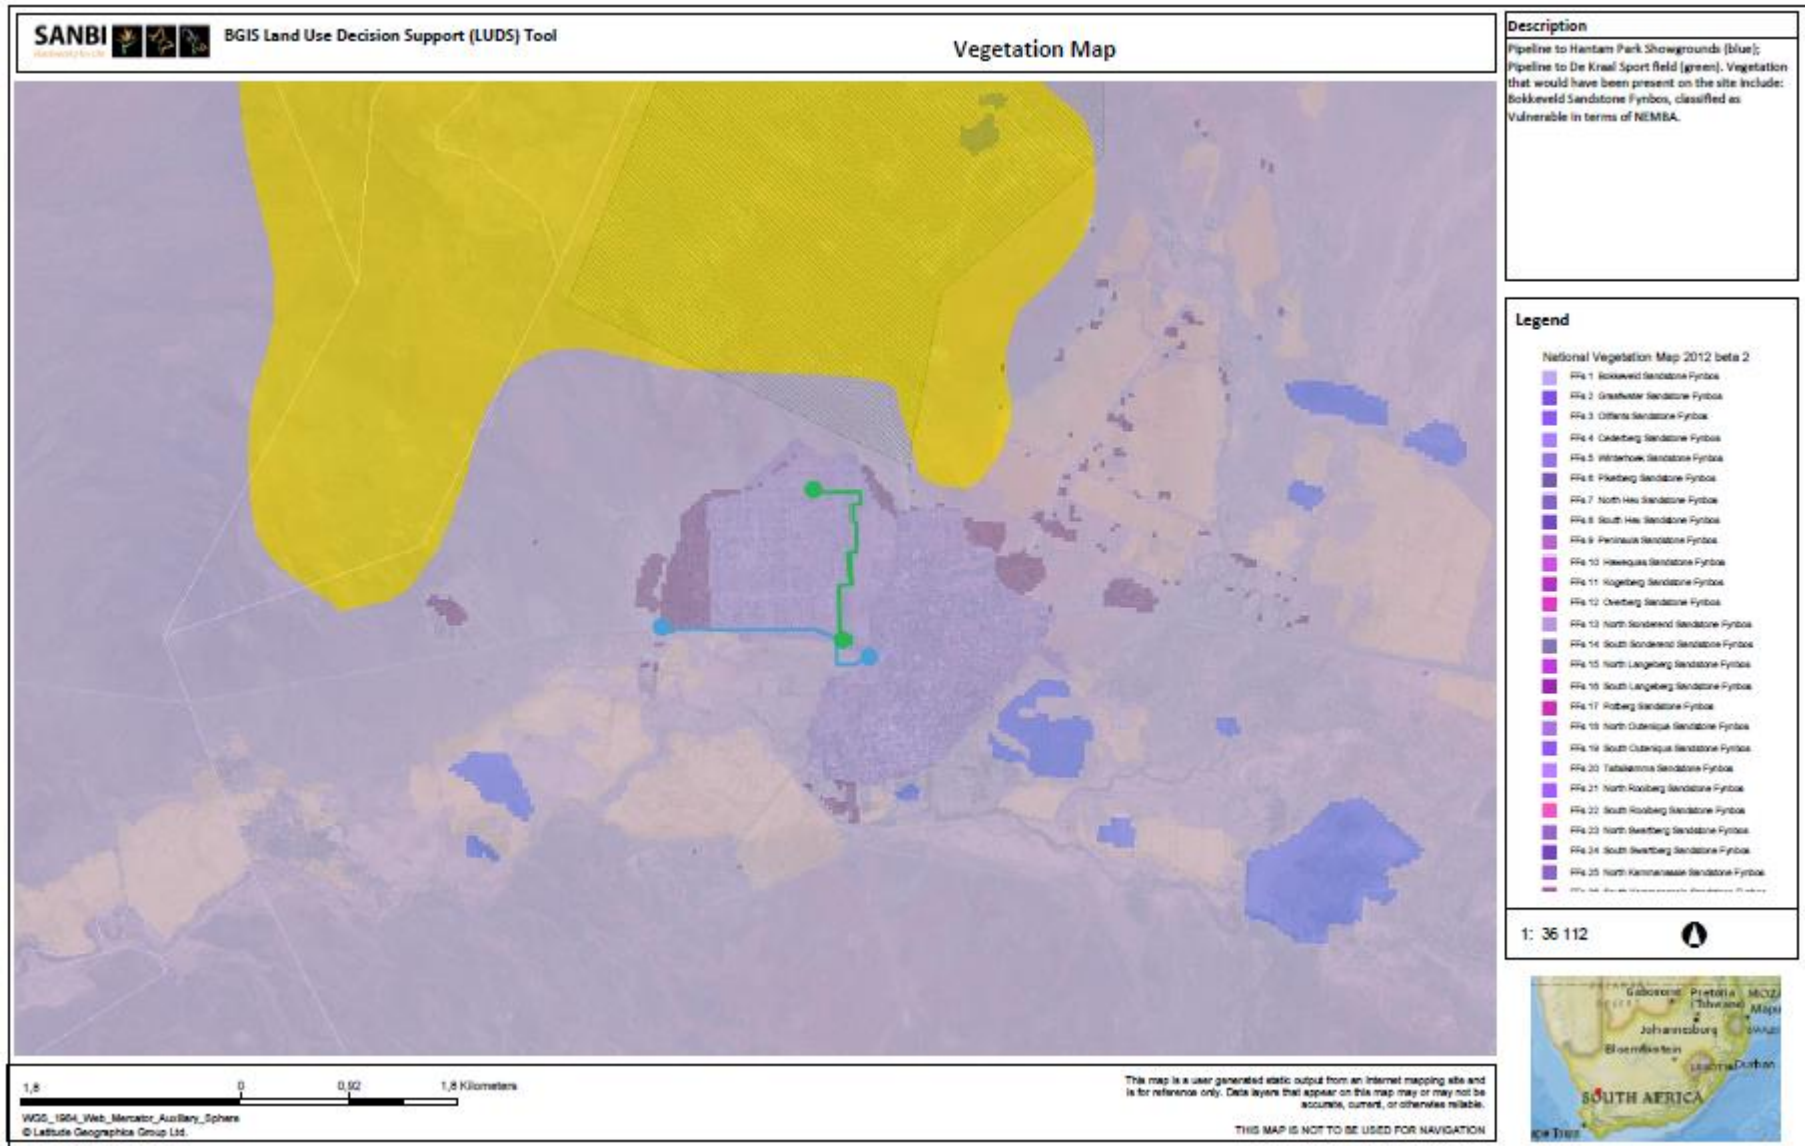 SANBI
BGIS Land Use Decision Support (LUDS) Tool
Vegetation Map
Description
Pipeline to Hantam Park Showgrounds (blue);
Pipeline to De Kraal Sport field (green). Vegetation
that would have been present on the site include:
Bokkeveld Sandstone Fynbos, classified as
Vulnerable in terms of NEMBA.
Legend
National Vegetation Map 2012 beta 2
FFs 1 Bokkeveld Sandstone Fynbos
FFs 2 Graafwater Sandstone Fynbos
FFs 3 Olifants Sandstone Fynbos
FFs 4 Cederberg Sandstone Fynbos
FFs 5 Winterhoek Sandstone Fynbos
FFs 6 Piketberg Sandstone Fynbos
FFs 7 North Hex Sandstone Fynbos
FFs 8 South Hex Sandstone Fynbos
FFs 9 Peninsula Sandstone Fynbos
FFs 10 Hawequas Sandstone Fynbos
FFs 11 Kogelberg Sandstone Fynbos
FFs 12 Overberg Sandstone Fynbos
FFs 13 North Sonderend Sandstone Fynbos
FFs 14 South Sonderend Sandstone Fynbos
FFs 15 North Langeberg Sandstone Fynbos
FFs 16 South Langeberg Sandstone Fynbos
FFs 17 Potberg Sandstone Fynbos
FFs 18 North Outeniqua Sandstone Fynbos
FFs 19 South Outeniqua Sandstone Fynbos
FFs 20 Tsitsikamma Sandstone Fynbos
FFs 21 North Rooiberg Sandstone Fynbos
FFs 22 South Rooiberg Sandstone Fynbos
FFs 23 North Swartberg Sandstone Fynbos
FFs 24 South Swartberg Sandstone Fynbos
FFs 25 North Kammanassie Sandstone Fynbos
1: 36 112
Gaborone Pretoria MOZA
(Tshwane) Mapu
Johannesburg
Bloemfontein
Durban
SOUTH AFRICA
1,8 0 0,92 1,8 Kilometers
WGS_1984_Web_Mercator_Auxiliary_Sphere
© Latitude Geographics Group Ltd.
This map is a user generated static output from an Internet mapping site and
is for reference only. Data layers that appear on this map may or may not be
accurate, current, or otherwise reliable.
THIS MAP IS NOT TO BE USED FOR NAVIGATION